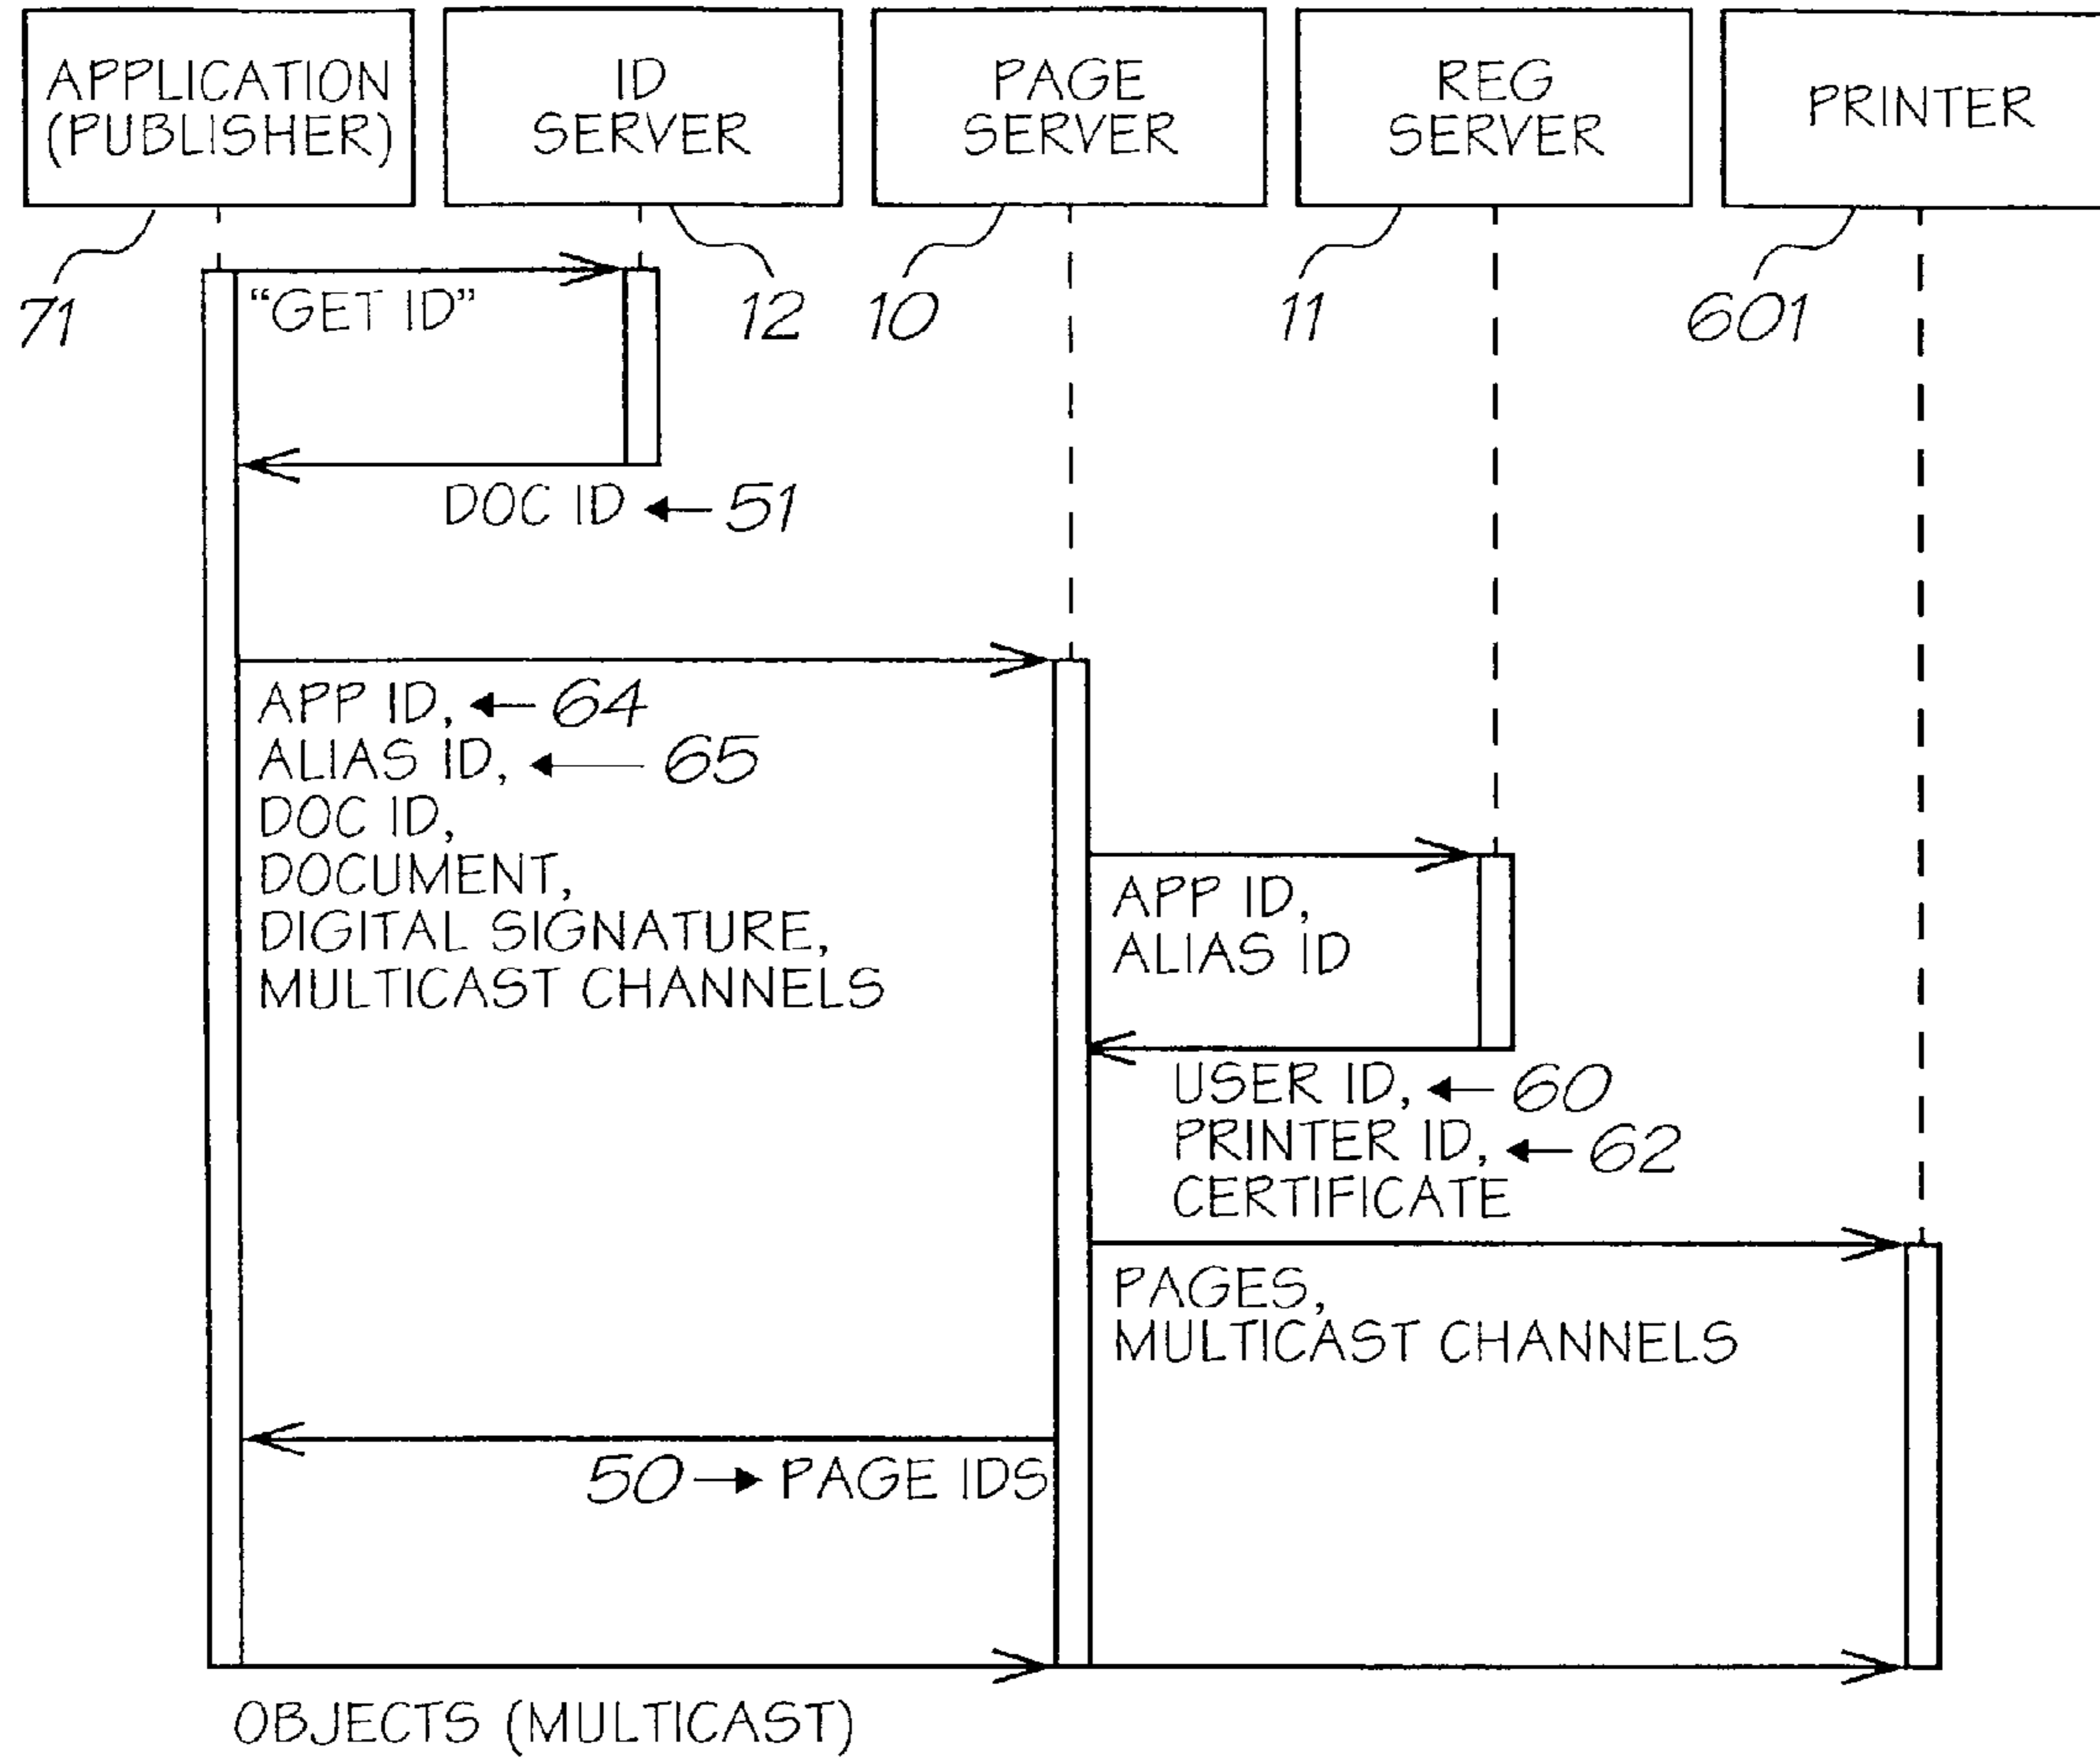 APPLICATION
(PUBLISHER)
ID
SERVER
PAGE
SERVER
REG
SERVER
PRINTER
71
12
10
11
601
"GET ID"
DOC ID
51
APP ID,
64
ALIAS ID,
65
DOC ID,
DOCUMENT,
DIGITAL SIGNATURE,
MULTICAST CHANNELS
APP ID,
ALIAS ID
USER ID,
60
PRINTER ID,
62
CERTIFICATE
PAGES,
MULTICAST CHANNELS
50
PAGE IDS
OBJECTS (MULTICAST)